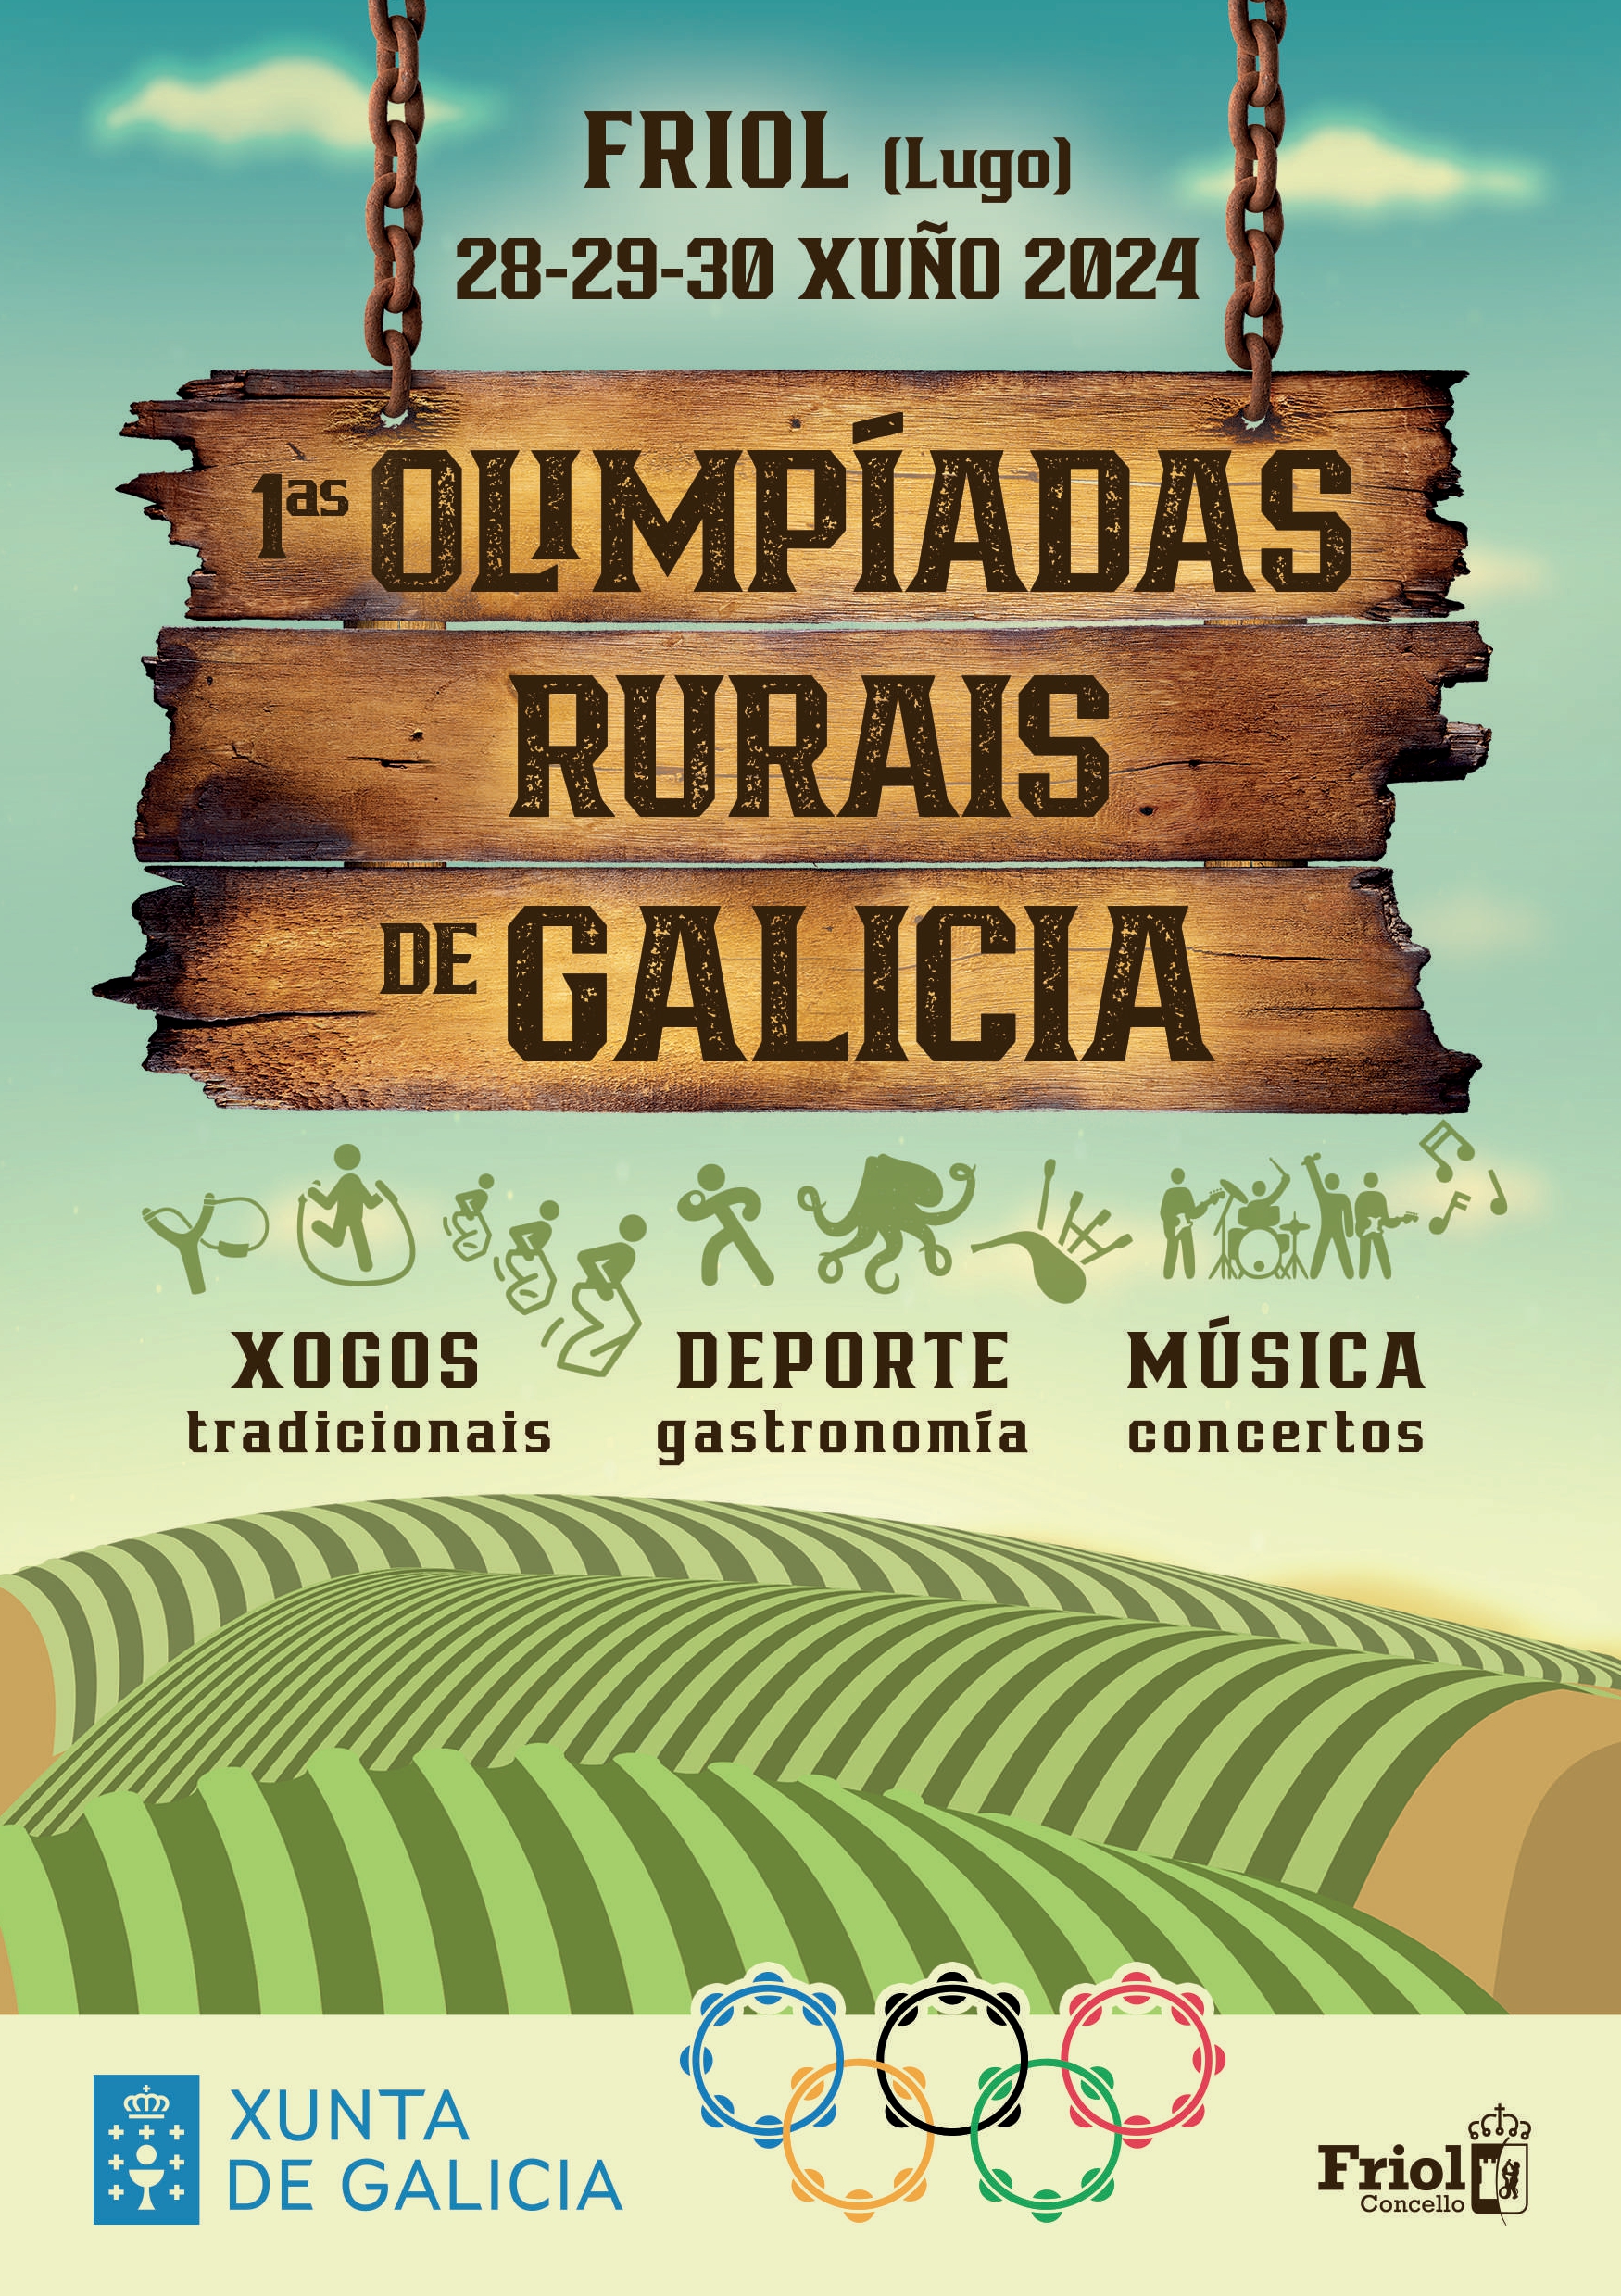 FRIOL (Lugo)
28-29-30 XUÑO 2024
1as OLIMPÍADAS
RURAIS
DE GALICIA
XOGOS
tradicionais
DEPORTE
gastronomía
MÚSICA
concertos
XUNTA
DE GALICIA
Friol
Concello